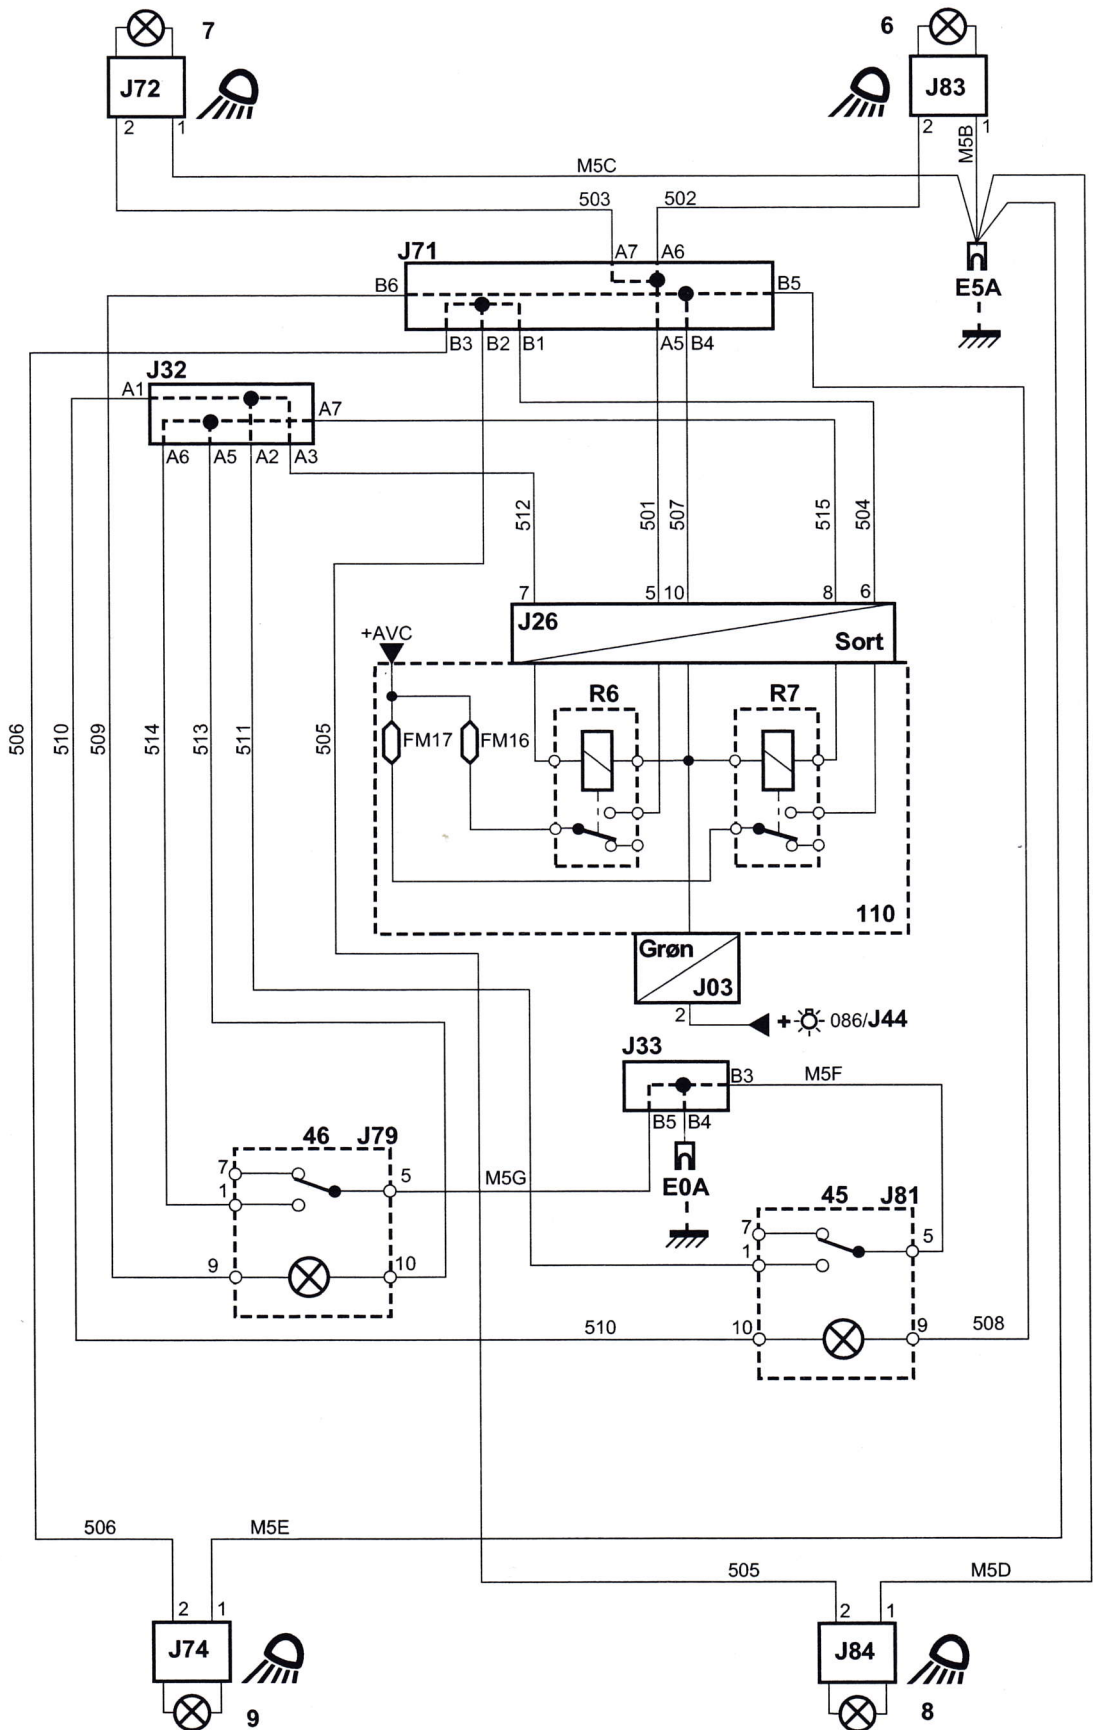 7
6
J72
J83
2
1
2
1
M5B
M5C
503
502
J71
A7
A6
B6
B5
E5A
B3
B2
B1
A5
B4
J32
A1
A7
A6
A5
A2
A3
512
501
507
515
504
7
5
10
8
6
J26
Sort
+AVC
R6
R7
506
510
509
514
513
511
505
FM17
FM16
110
Grøn
J03
2
+ 086/J44
J33
B3
M5F
B5
B4
46
J79
7
5
M5G
1
E0A
45
J81
7
5
1
9
10
510
10
9
508
506
M5E
505
M5D
2
1
2
1
J74
J84
9
8